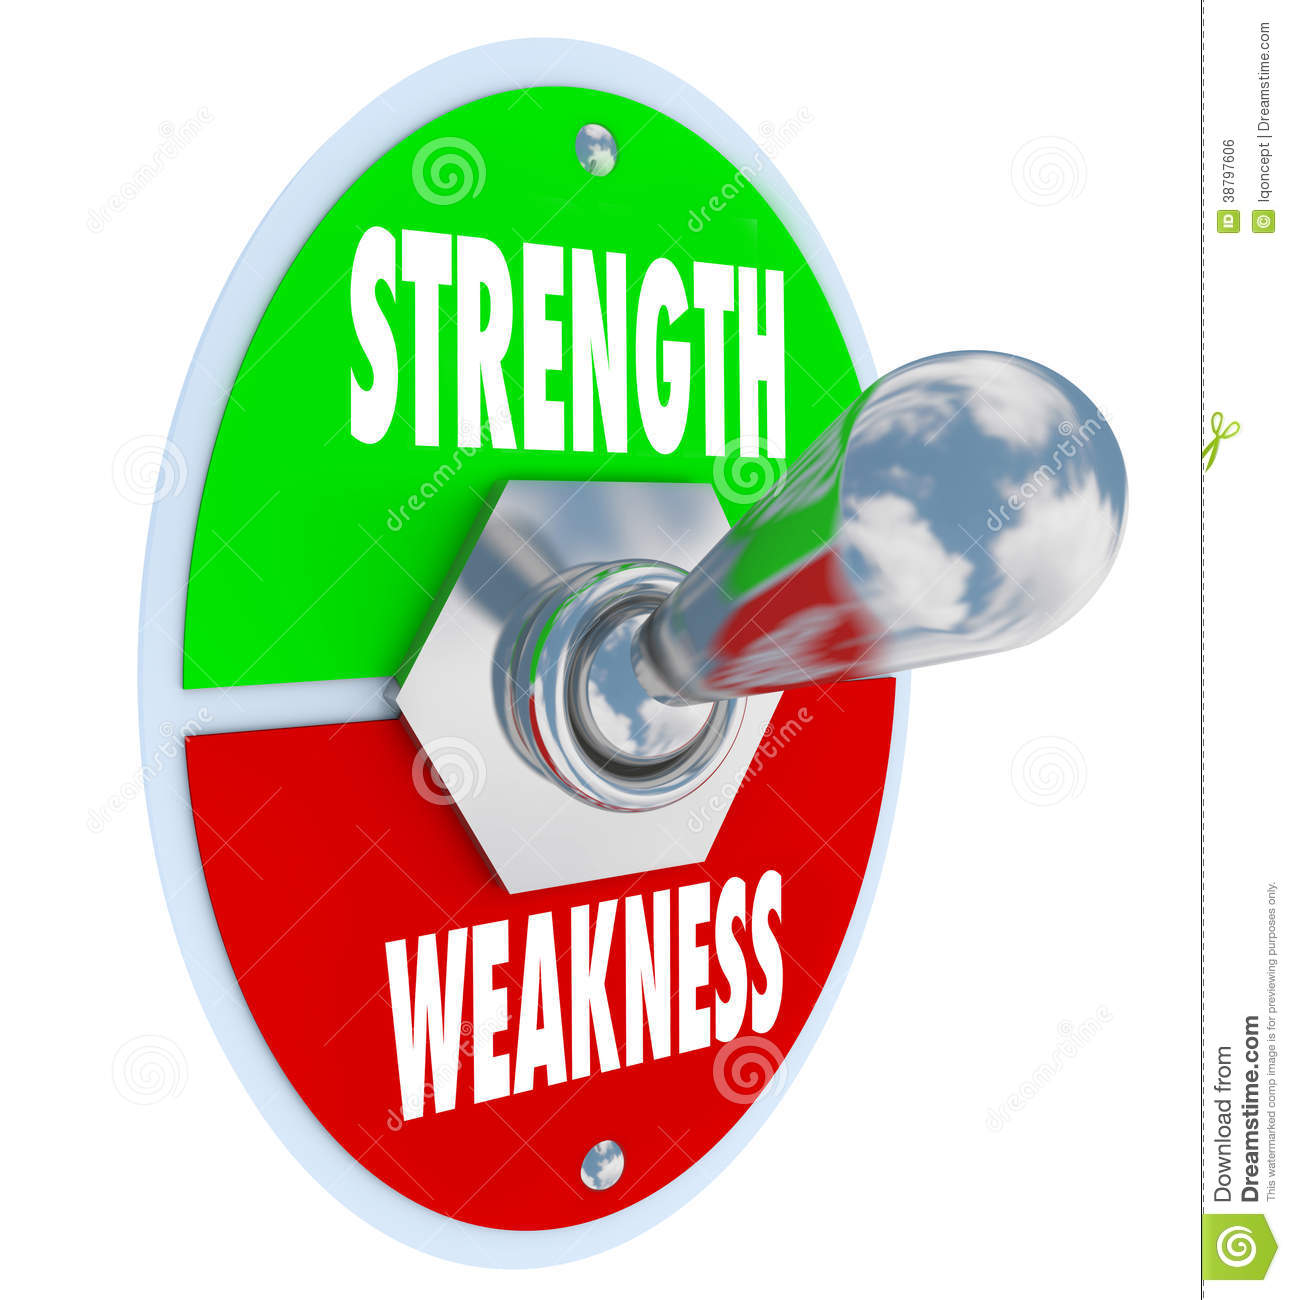 STRENGTH
WEAKNESS
dreamstime
Download from
Dreamstime.com
This watermarked comp image is for previewing purposes only.
ID 38797606
© Iqoncept | Dreamstime.com